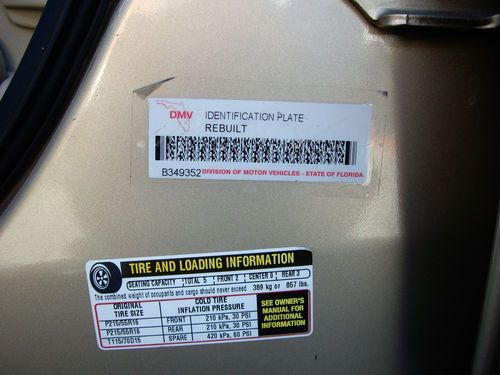 DMV
IDENTIFICATION PLATE
REBUILT
B349352 DIVISION OF MOTOR VEHICLES - STATE OF FLORIDA
TIRE AND LOADING INFORMATION
SEATING CAPACITY TOTAL 5 FRONT 2 CENTER 0 REAR 3
The combined weight of occupants and cargo should never exceed 389 kg or 857 lbs.
ORIGINAL TIRE SIZE COLD TIRE INFLATION PRESSURE
P215/55R16 FRONT 210 kPa, 30 PSI
P215/55R16 REAR 210 kPa, 30 PSI
T115/70D15 SPARE 420 kPa, 60 PSI
SEE OWNER'S
MANUAL FOR
ADDITIONAL
INFORMATION